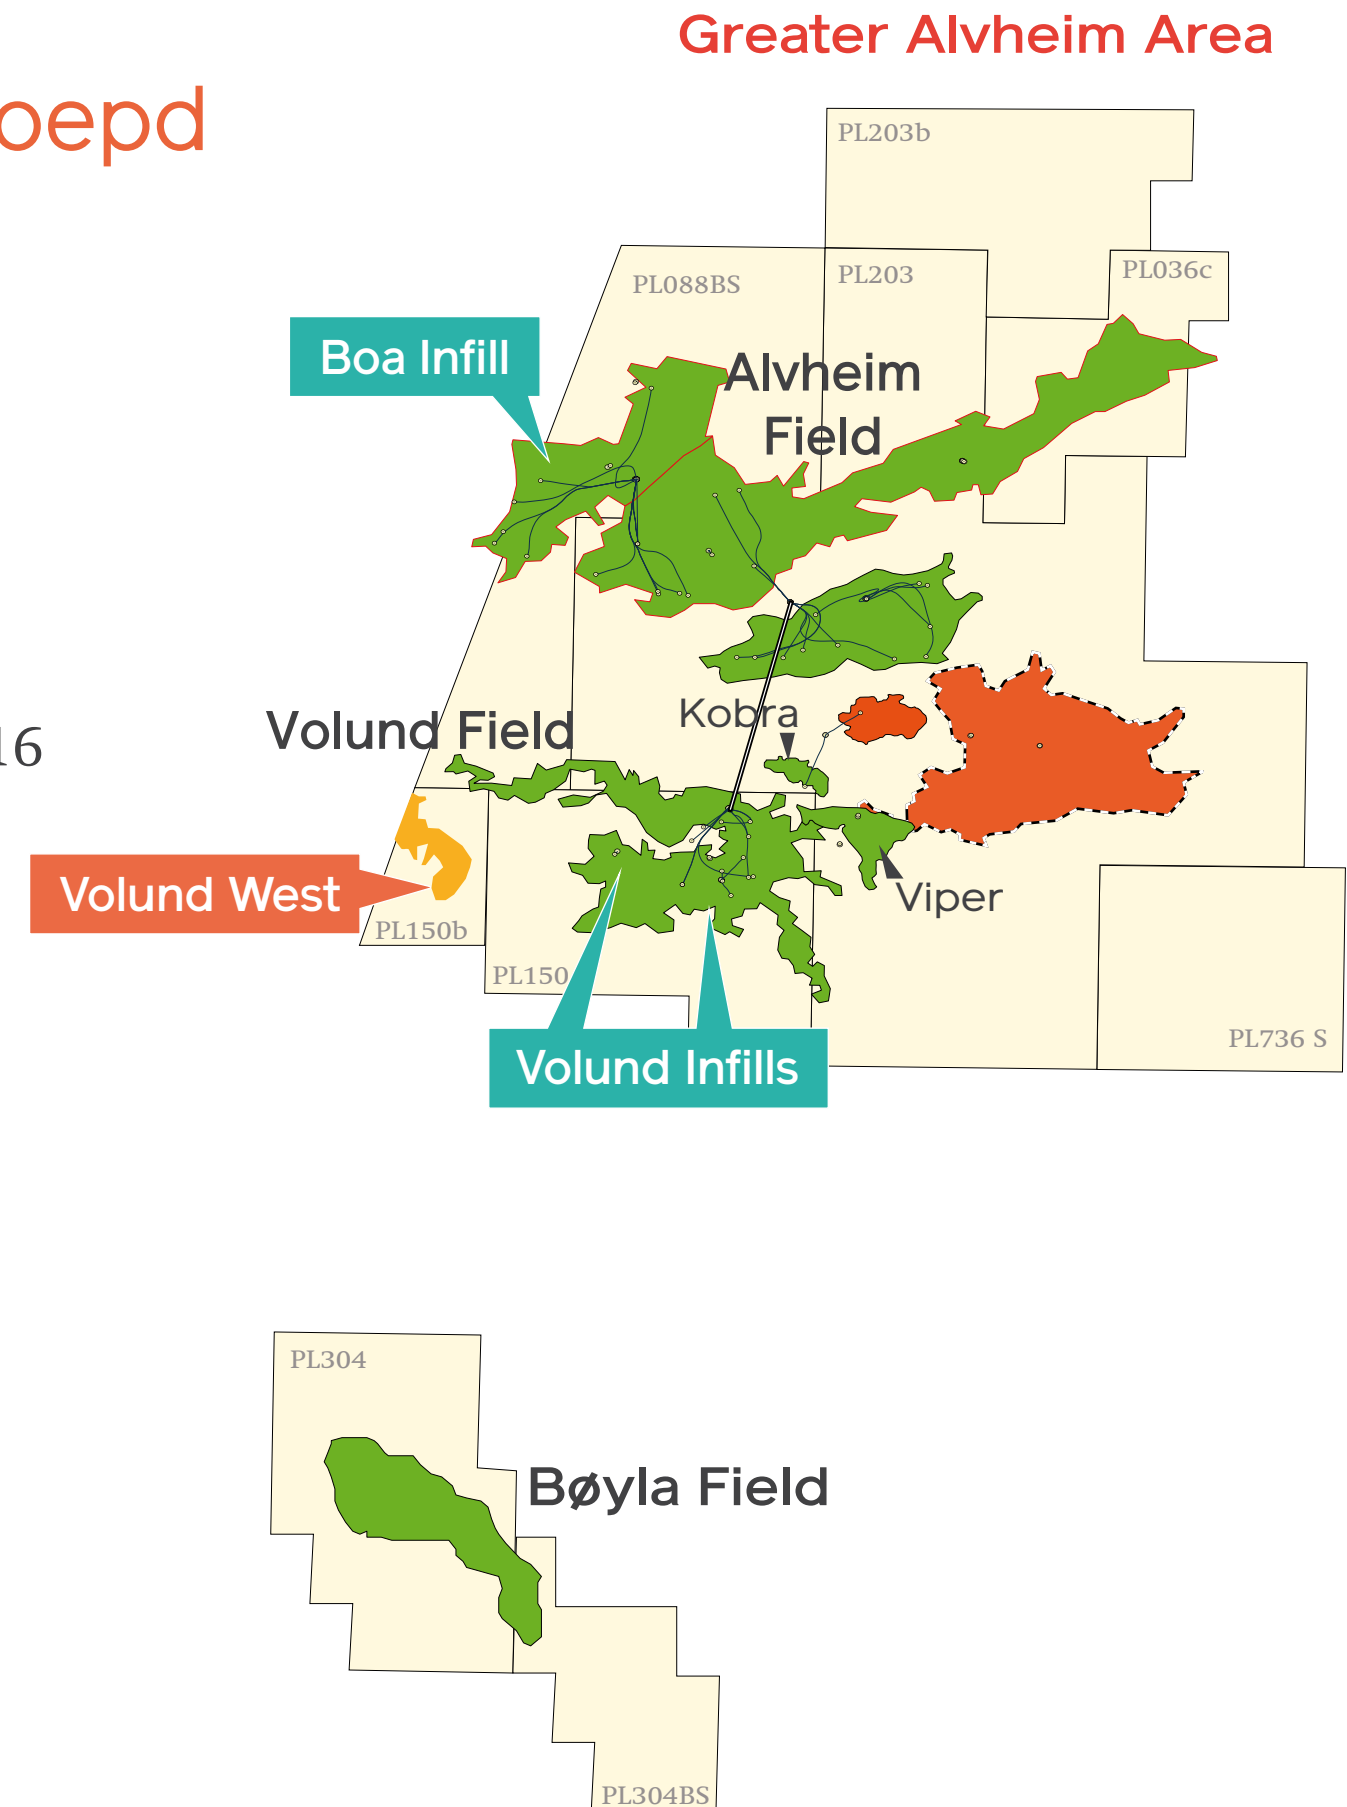 Greater Alvheim Area
oepd
PL203b
PL036c
PL203
PL088BS
Boa Infill
Alvheim
Field
Kobra
Volund Field
16
Volund West
Viper
PL150b
PL150
PL736 S
Volund Infills
PL304
Bøyla Field
PL304BS